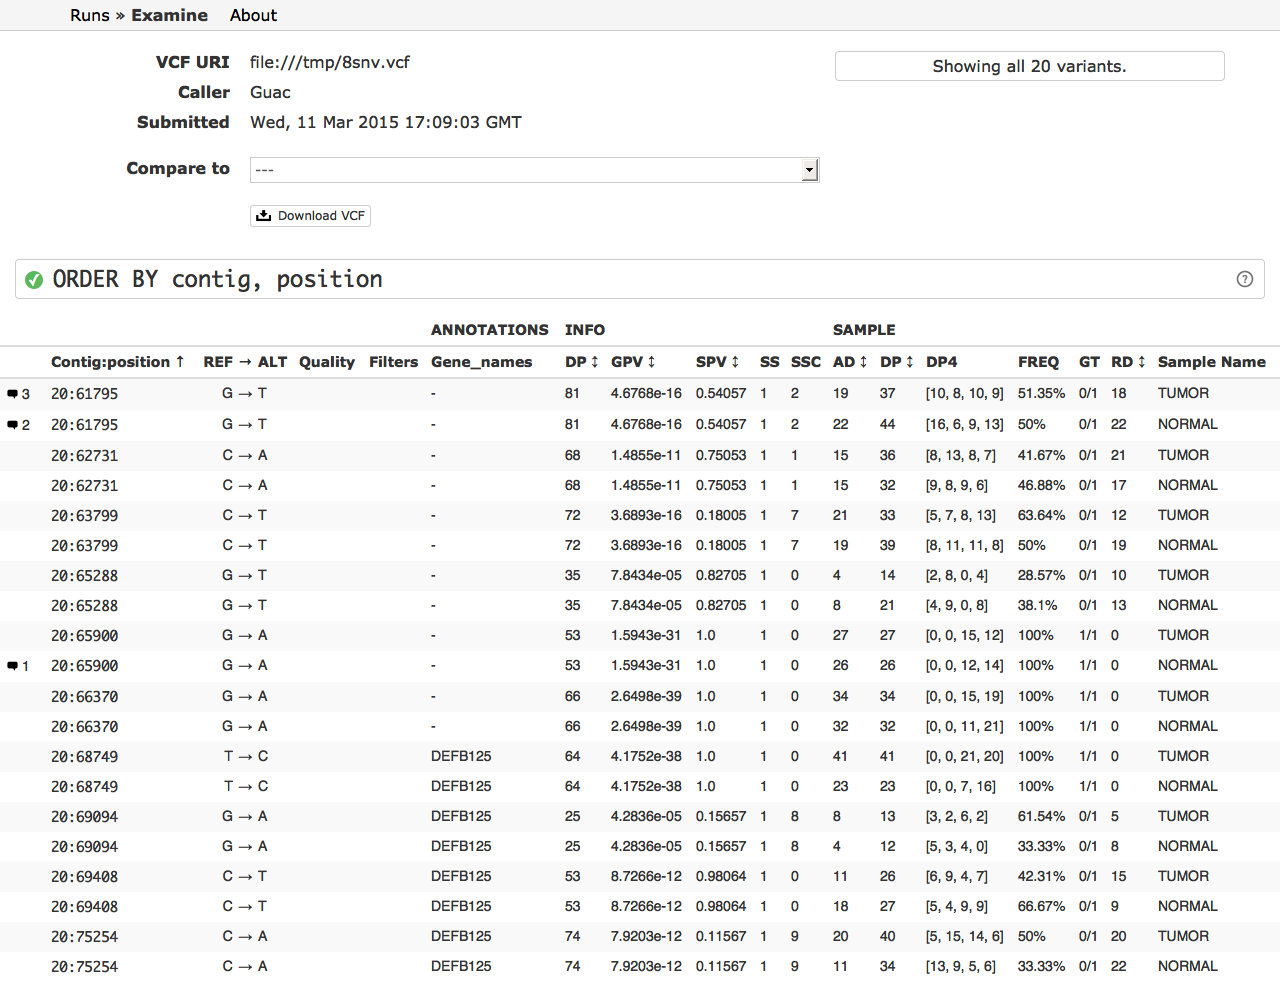 Runs » Examine About
VCF URI file:///tmp/8snv.vcf
Showing all 20 variants.
Caller Guac
Submitted Wed, 11 Mar 2015 17:09:03 GMT
Compare to ---
Download VCF
ORDER BY contig, position ?
ANNOTATIONS INFO SAMPLE
Contig:position ↑ REF → ALT Quality Filters Gene_names DP ↕ GPV ↕ SPV ↕ SS SSC AD ↕ DP ↕ DP4 FREQ GT RD ↕ Sample Name
3 20:61795 G → T - 81 4.6768e-16 0.54057 1 2 19 37 [10, 8, 10, 9] 51.35% 0/1 18 TUMOR
2 20:61795 G → T - 81 4.6768e-16 0.54057 1 2 22 44 [16, 6, 9, 13] 50% 0/1 22 NORMAL
20:62731 C → A - 68 1.4855e-11 0.75053 1 1 15 36 [8, 13, 8, 7] 41.67% 0/1 21 TUMOR
20:62731 C → A - 68 1.4855e-11 0.75053 1 1 15 32 [9, 8, 9, 6] 46.88% 0/1 17 NORMAL
20:63799 C → T - 72 3.6893e-16 0.18005 1 7 21 33 [5, 7, 8, 13] 63.64% 0/1 12 TUMOR
20:63799 C → T - 72 3.6893e-16 0.18005 1 7 19 39 [8, 11, 11, 8] 50% 0/1 19 NORMAL
20:65288 G → T - 35 7.8434e-05 0.82705 1 0 4 14 [2, 8, 0, 4] 28.57% 0/1 10 TUMOR
20:65288 G → T - 35 7.8434e-05 0.82705 1 0 8 21 [4, 9, 0, 8] 38.1% 0/1 13 NORMAL
20:65900 G → A - 53 1.5943e-31 1.0 1 0 27 27 [0, 0, 15, 12] 100% 1/1 0 TUMOR
1 20:65900 G → A - 53 1.5943e-31 1.0 1 0 26 26 [0, 0, 12, 14] 100% 1/1 0 NORMAL
20:66370 G → A - 66 2.6498e-39 1.0 1 0 34 34 [0, 0, 15, 19] 100% 1/1 0 TUMOR
20:66370 G → A - 66 2.6498e-39 1.0 1 0 32 32 [0, 0, 11, 21] 100% 1/1 0 NORMAL
20:68749 T → C DEFB125 64 4.1752e-38 1.0 1 0 41 41 [0, 0, 21, 20] 100% 1/1 0 TUMOR
20:68749 T → C DEFB125 64 4.1752e-38 1.0 1 0 23 23 [0, 0, 7, 16] 100% 1/1 0 NORMAL
20:69094 G → A DEFB125 25 4.2836e-05 0.15657 1 8 8 13 [3, 2, 6, 2] 61.54% 0/1 5 TUMOR
20:69094 G → A DEFB125 25 4.2836e-05 0.15657 1 8 4 12 [5, 3, 4, 0] 33.33% 0/1 8 NORMAL
20:69408 C → T DEFB125 53 8.7266e-12 0.98064 1 0 11 26 [6, 9, 4, 7] 42.31% 0/1 15 TUMOR
20:69408 C → T DEFB125 53 8.7266e-12 0.98064 1 0 18 27 [5, 4, 9, 9] 66.67% 0/1 9 NORMAL
20:75254 C → A DEFB125 74 7.9203e-12 0.11567 1 9 20 40 [5, 15, 14, 6] 50% 0/1 20 TUMOR
20:75254 C → A DEFB125 74 7.9203e-12 0.11567 1 9 11 34 [13, 9, 5, 6] 33.33% 0/1 22 NORMAL